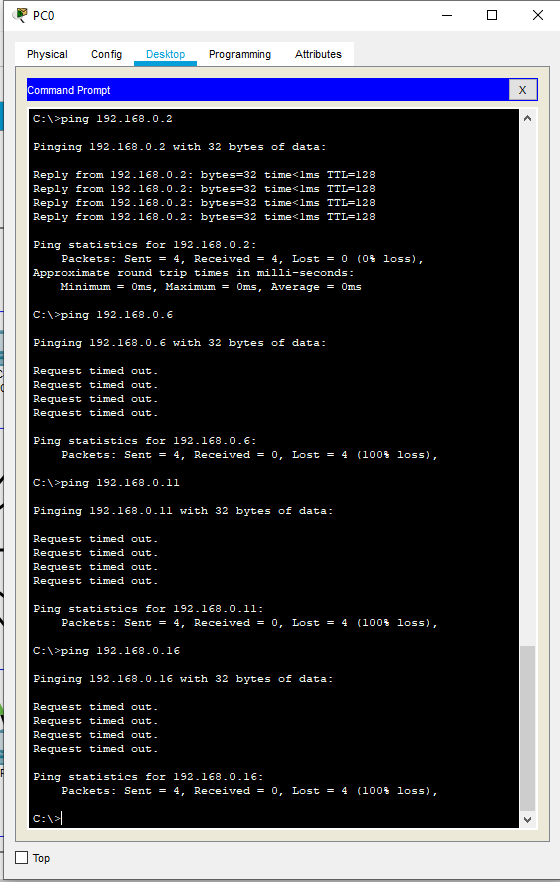 PC0
Physical Config Desktop Programming Attributes
Command Prompt
X
C:\>ping 192.168.0.2
Pinging 192.168.0.2 with 32 bytes of data:
Reply from 192.168.0.2: bytes=32 time<1ms TTL=128
Reply from 192.168.0.2: bytes=32 time<1ms TTL=128
Reply from 192.168.0.2: bytes=32 time<1ms TTL=128
Reply from 192.168.0.2: bytes=32 time<1ms TTL=128
Ping statistics for 192.168.0.2:
Packets: Sent = 4, Received = 4, Lost = 0 (0% loss),
Approximate round trip times in milli-seconds:
Minimum = 0ms, Maximum = 0ms, Average = 0ms
C:\>ping 192.168.0.6
Pinging 192.168.0.6 with 32 bytes of data:
Request timed out.
Request timed out.
Request timed out.
Request timed out.
Ping statistics for 192.168.0.6:
Packets: Sent = 4, Received = 0, Lost = 4 (100% loss),
C:\>ping 192.168.0.11
Pinging 192.168.0.11 with 32 bytes of data:
Request timed out.
Request timed out.
Request timed out.
Request timed out.
Ping statistics for 192.168.0.11:
Packets: Sent = 4, Received = 0, Lost = 4 (100% loss),
C:\>ping 192.168.0.16
Pinging 192.168.0.16 with 32 bytes of data:
Request timed out.
Request timed out.
Request timed out.
Request timed out.
Ping statistics for 192.168.0.16:
Packets: Sent = 4, Received = 0, Lost = 4 (100% loss),
C:\>
Top